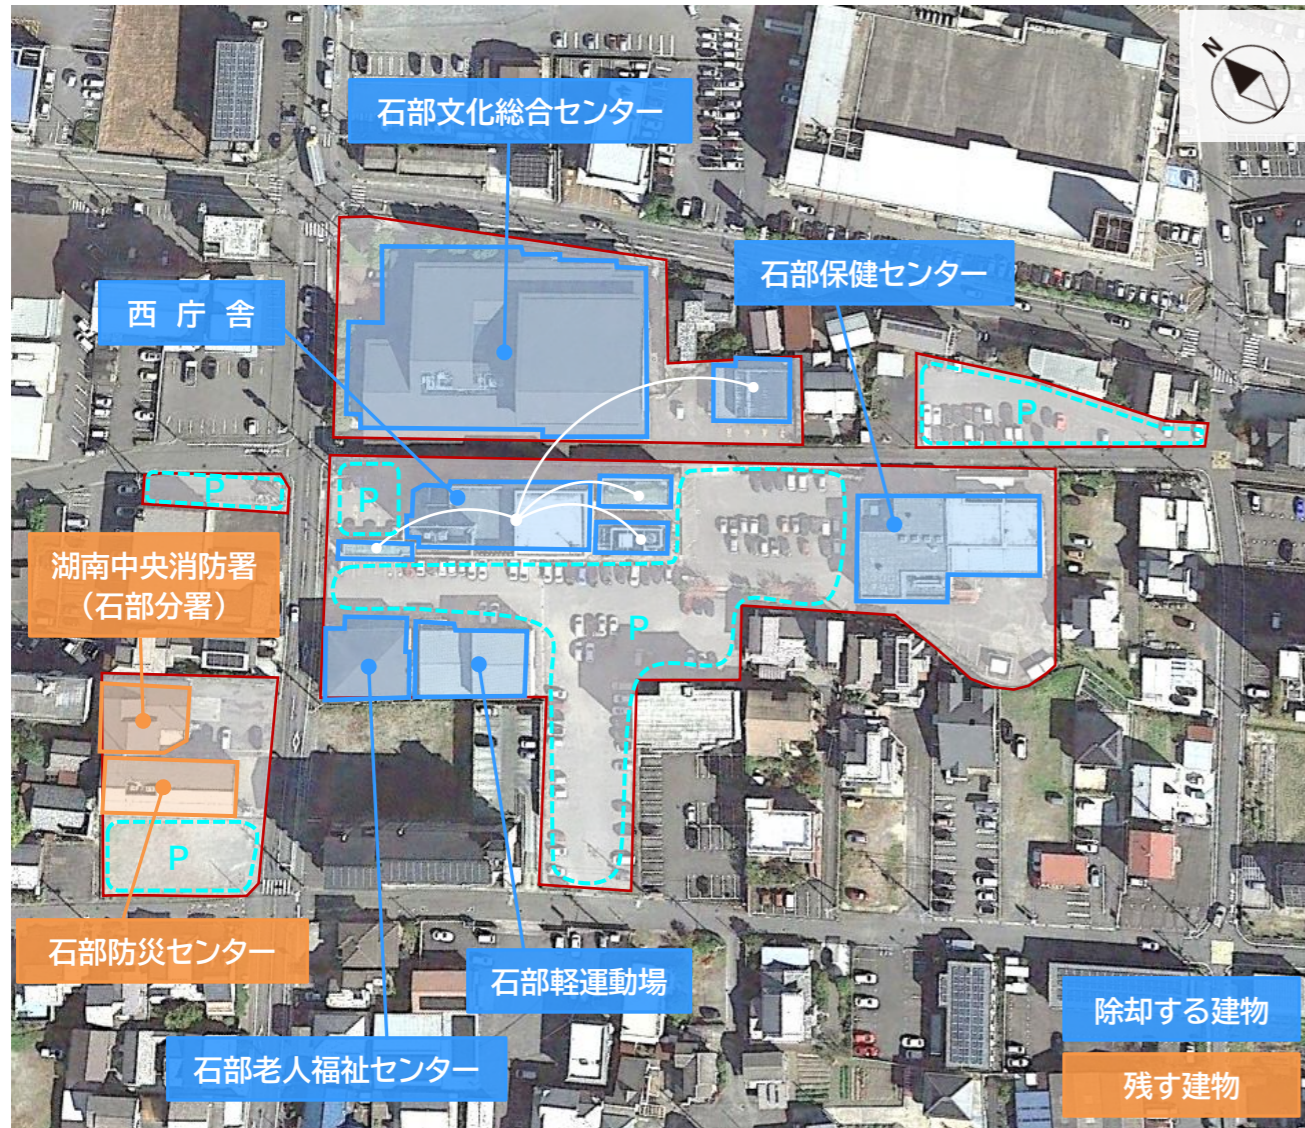 N
石部文化総合センター
石部保健センター
西 庁 舎
P
P
P
湖南中央消防署
（石部分署）
P
P
石部防災センター
石部軽運動場
石部老人福祉センター
除却する建物
残す建物